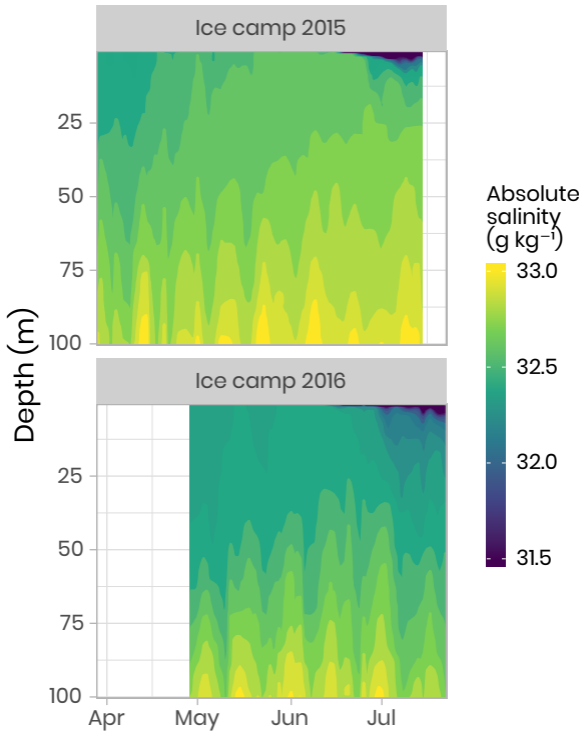 Ice camp 2015
25
50
75
100
Ice camp 2016
25
50
75
100
Depth (m)
Apr May Jun Jul
Absolute
salinity
(g kg⁻¹)
33.0
32.5
32.0
31.5